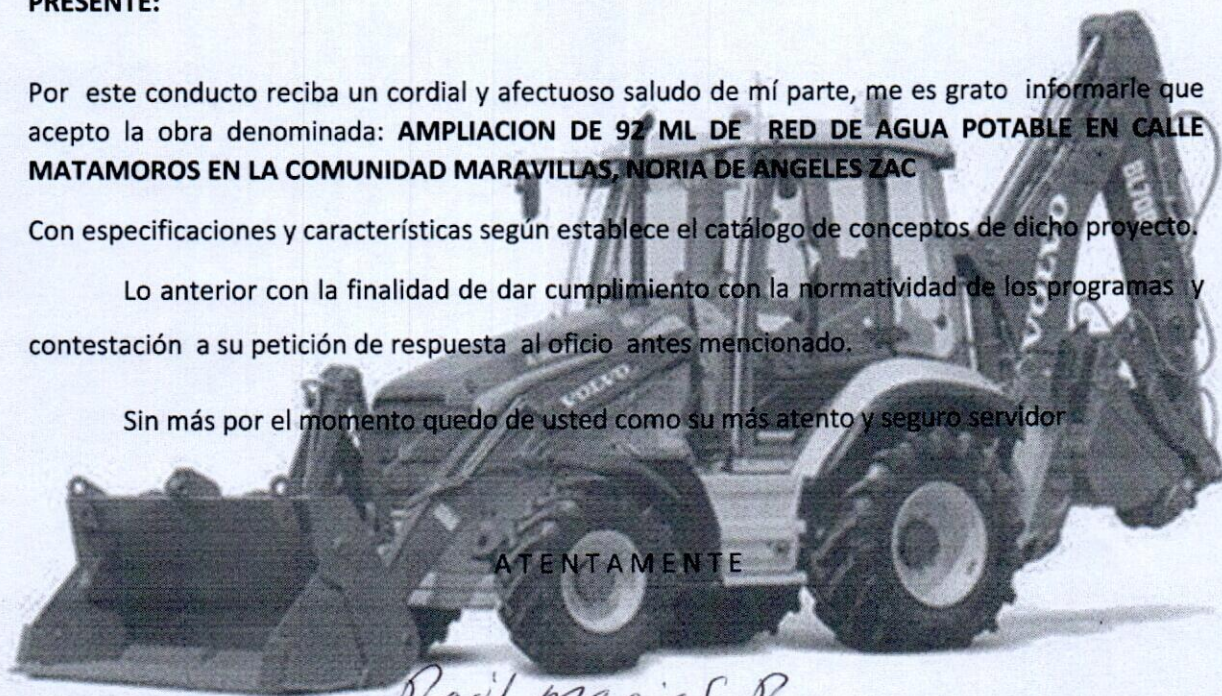 PRESENTE:
Por este conducto reciba un cordial y afectuoso saludo de mí parte, me es grato informarle que
acepto la obra denominada: AMPLIACION DE 92 ML DE RED DE AGUA POTABLE EN CALLE
MATAMOROS EN LA COMUNIDAD MARAVILLAS, NORIA DE ANGELES ZAC
Con especificaciones y características según establece el catálogo de conceptos de dicho proyecto.
Lo anterior con la finalidad de dar cumplimiento con la normatividad de los programas y
contestación a su petición de respuesta al oficio antes mencionado.
Sin más por el momento quedo de usted como su más atento y seguro servidor
ATENTAMENTE
VOLVO
VOLVO